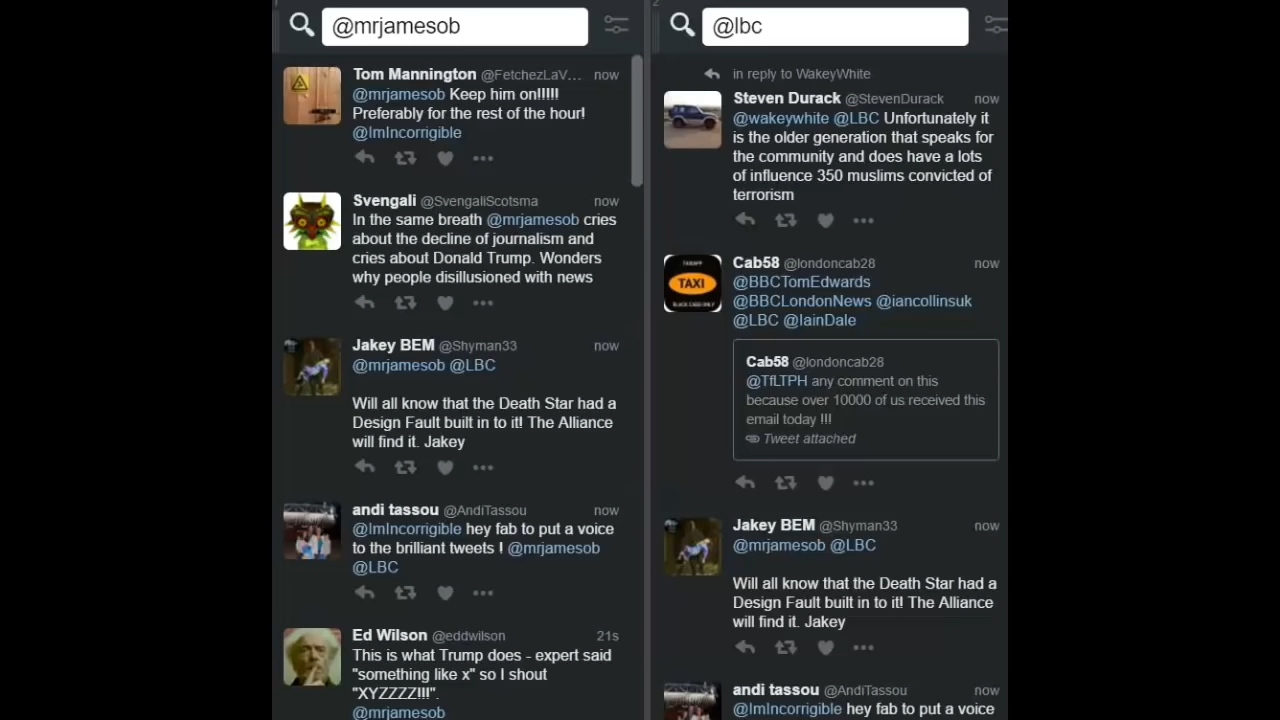 1
@mrjamesob
Tom Mannington @FetchezLaV... now
@mrjamesob Keep him on!!!!!
Preferably for the rest of the hour!
@ImIncorrigible
Svengali @SvengaliScotsma now
In the same breath @mrjamesob cries
about the decline of journalism and
cries about Donald Trump. Wonders
why people disillusioned with news
Jakey BEM @Shyman33 now
@mrjamesob @LBC
Will all know that the Death Star had a
Design Fault built in to it! The Alliance
will find it. Jakey
andi tassou @AndiTassou now
@ImIncorrigible hey fab to put a voice
to the brilliant tweets ! @mrjamesob
@LBC
Ed Wilson @eddwilson 21s
This is what Trump does - expert said
"something like x" so I shout
"XYZZZZ!!!".
@mrjamesob
2
@lbc
in reply to WakeyWhite
Steven Durack @StevenDurack now
@wakeywhite @LBC Unfortunately it
is the older generation that speaks for
the community and does have a lots
of influence 350 muslims convicted of
terrorism
TAXI
Cab58 @londoncab28 now
@BBCTomEdwards
@BBCLondonNews @iancollinsuk
@LBC @IainDale
Cab58 @londoncab28
@TfLTPH any comment on this
because over 10000 of us received this
email today !!!
Tweet attached
Jakey BEM @Shyman33 now
@mrjamesob @LBC
Will all know that the Death Star had a
Design Fault built in to it! The Alliance
will find it. Jakey
andi tassou @AndiTassou now
@ImIncorrigible hey fab to put a voice